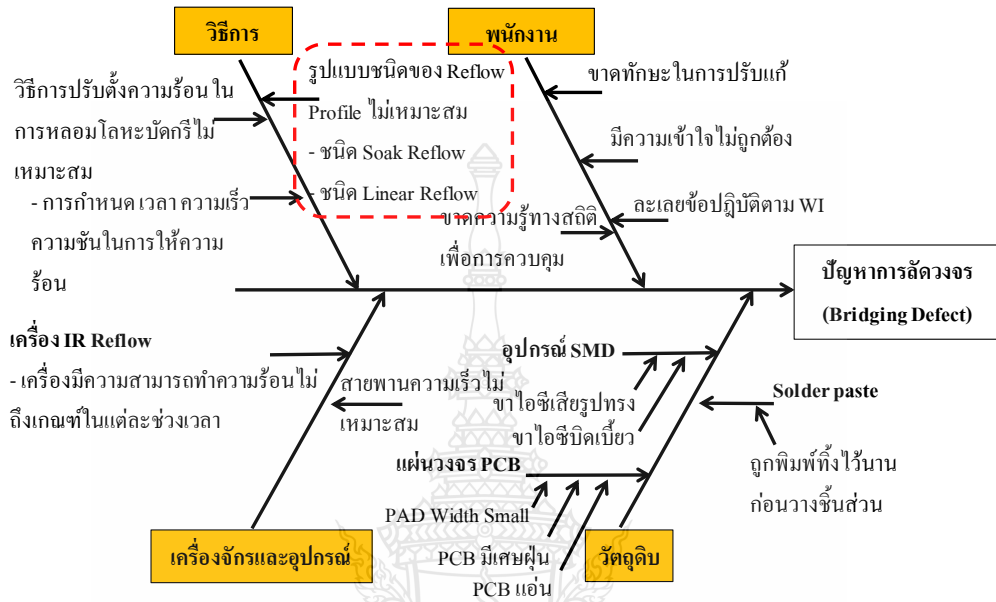 วิธีการ
พนักงาน
รูปแบบชนิดของ Reflow
Profile ไม่เหมาะสม
- ชนิด Soak Reflow
- ชนิด Linear Reflow
วิธีการปรับตั้งความร้อน ใน
การหลอมโลหะบัดกรีไม่
เหมาะสม
- การกำหนด เวลา ความเร็ว
ความชันในการให้ความ
ร้อน
ขาดทักษะในการปรับแก้
มีความเข้าใจไม่ถูกต้อง
ละเลยข้อปฎิบัติตาม WI
ขาดความรู้ทางสถิติ
เพื่อการควบคุม
ปัญหาการลัดวงจร
(Bridging Defect)
เครื่อง IR Reflow
- เครื่องมีความสามารถทำความร้อนไม่
ถึงเกณฑ์ในแต่ละช่วงเวลา
สายพานความเร็วไม่
เหมาะสม
อุปกรณ์ SMD
ขาไอซีเสียรูปทรง
ขาไอซีบิดเบี้ยว
Solder paste
ถูกพิมพ์ทิ้งไว้นาน
ก่อนวางชิ้นส่วน
แผ่นวงจร PCB
PAD Width Small
PCB มีเศษฝุ่น
PCB แอ่น
เครื่องจักรและอุปกรณ์
วัตถุดิบ